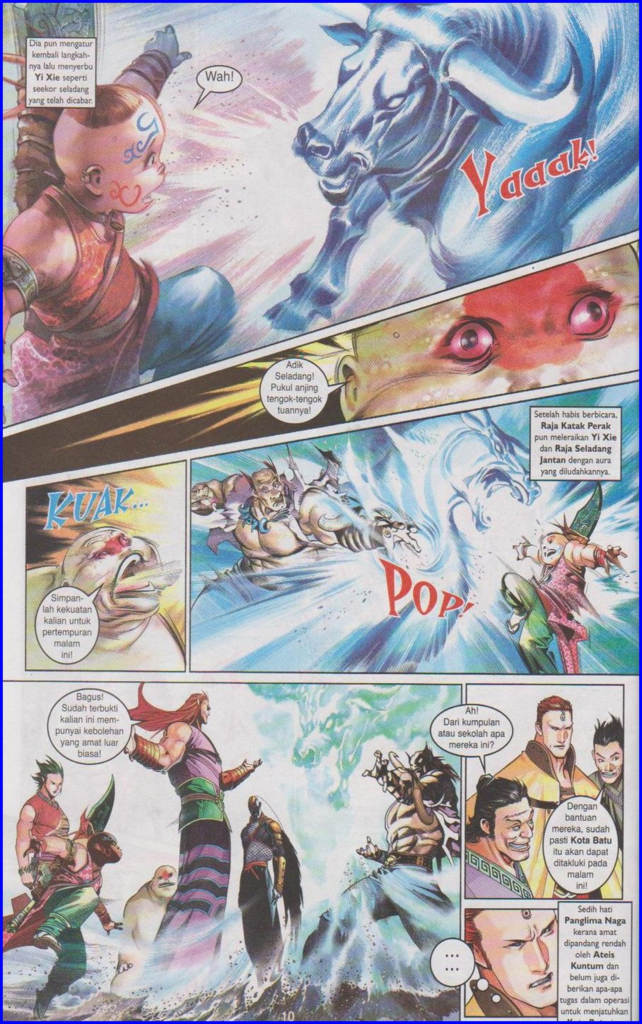 Dia pun mengatur
kembali langkah-
nya lalu menyerbu
Yi Xie seperti
seekor seladang
yang telah dicabar.
Wah!
Yaaak!
Adik
Seladang!
Pukul anjing
tengok-tengok
tuannya!
Setelah habis berbicara,
Raja Katak Perak
pun meleraikan Yi Xie
dan Raja Seladang
Jantan dengan aura
yang diludahkannya.
KUAK...
Simpan-
lah kekuatan
kalian untuk
pertempuran
malam
ini!
POP!
Bagus!
Sudah terbukti
kalian ini mem-
punyai kebolehan
yang amat luar
biasa!
Ah!
Dari kumpulan
atau sekolah apa
mereka ini?
Dengan
bantuan
mereka, sudah
pasti Kota Batu
itu akan dapat
ditakluki pada
malam
ini!
Sedih hati
Panglima Naga
kerana amat
dipandang rendah
oleh Ateis
Kuntum dan
belum juga di-
berikan apa-apa
tugas dalam operasi
untuk menjatuhkan
...
...
10